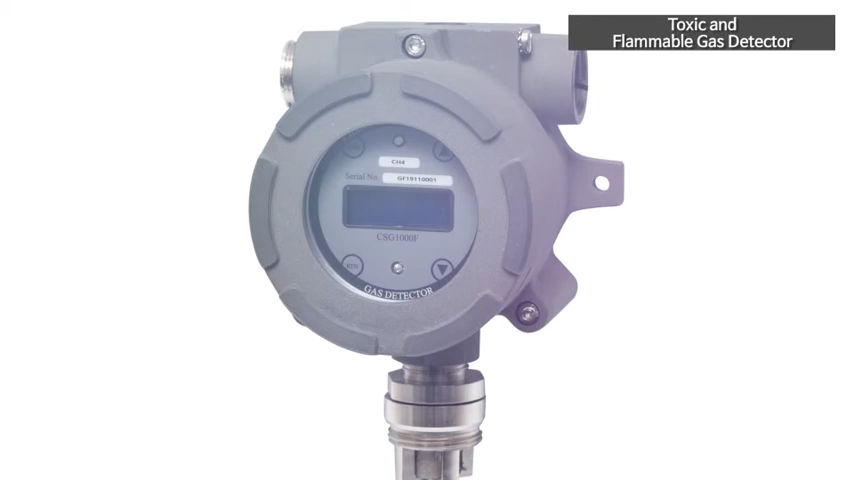 Toxic and
Flammable Gas Detector
CH4
Serial No. GF19110001
CSG1000F
GAS DETECTOR